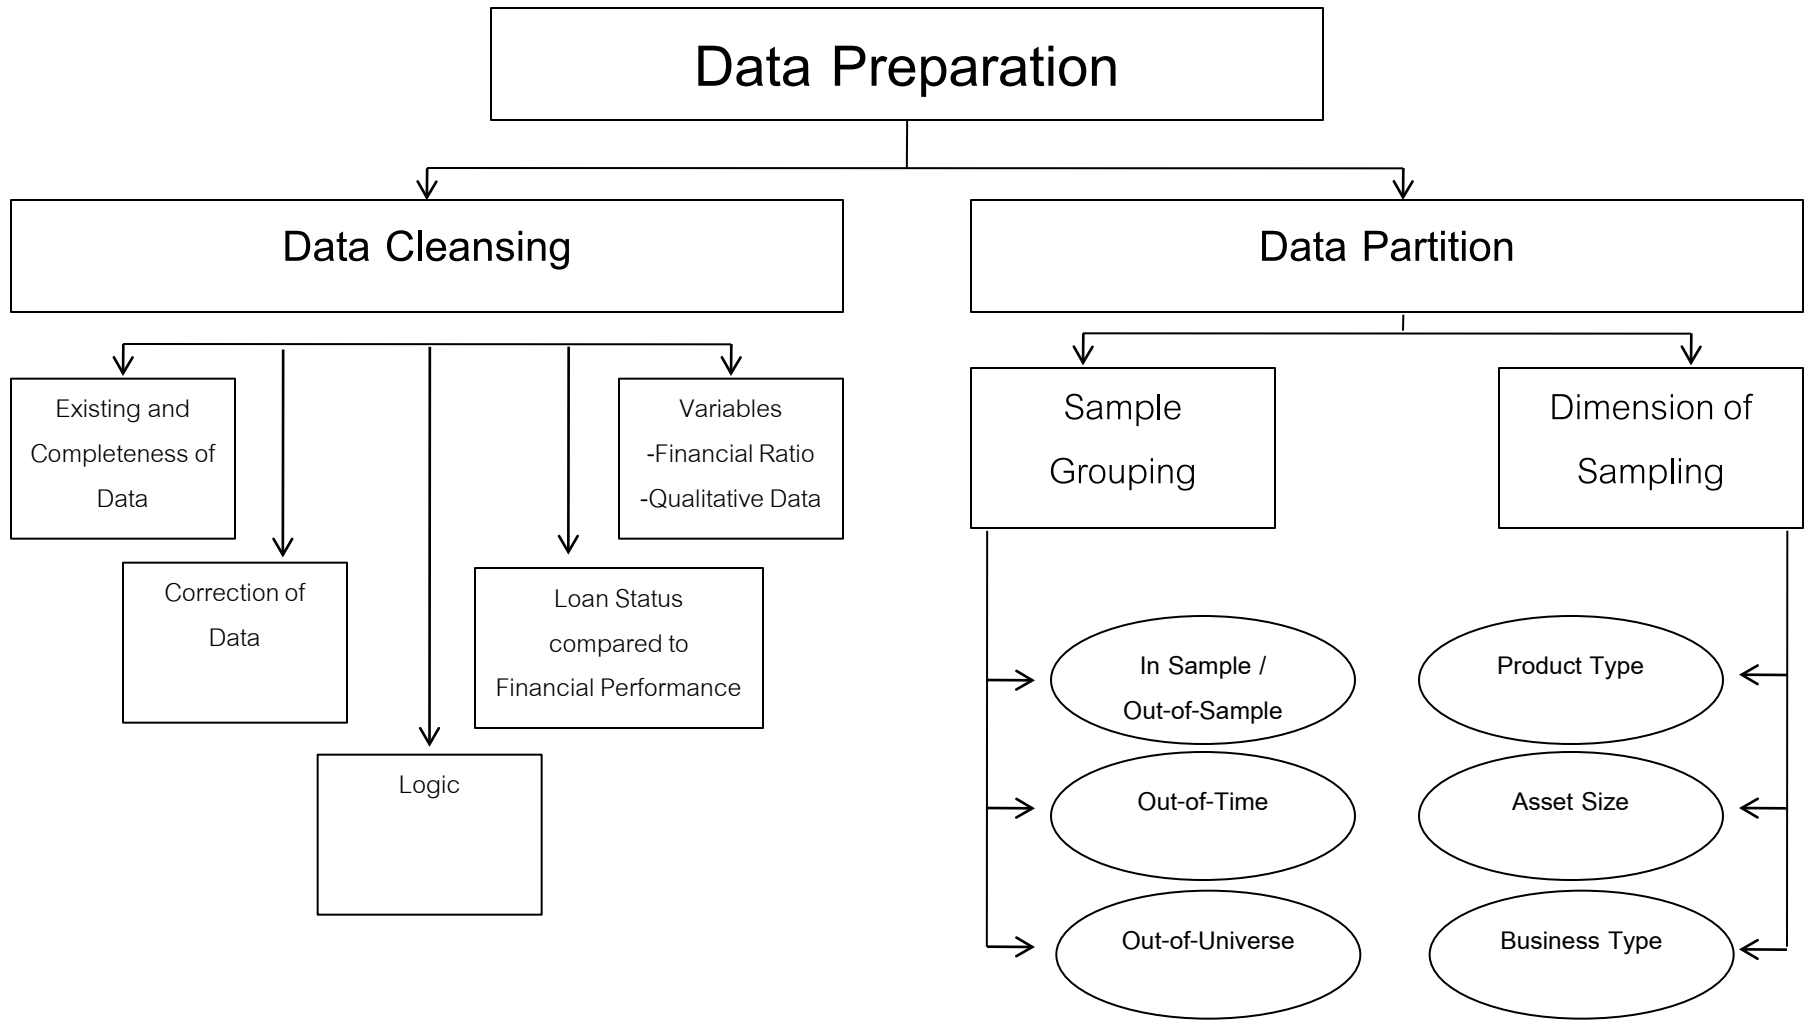 Data Preparation
Data Cleansing
Data Partition
Existing and
Completeness of
Data
Correction of
Data
Logic
Loan Status
compared to
Financial Performance
Variables
-Financial Ratio
-Qualitative Data
Sample
Grouping
Dimension of
Sampling
In Sample /
Out-of-Sample
Out-of-Time
Out-of-Universe
Product Type
Asset Size
Business Type